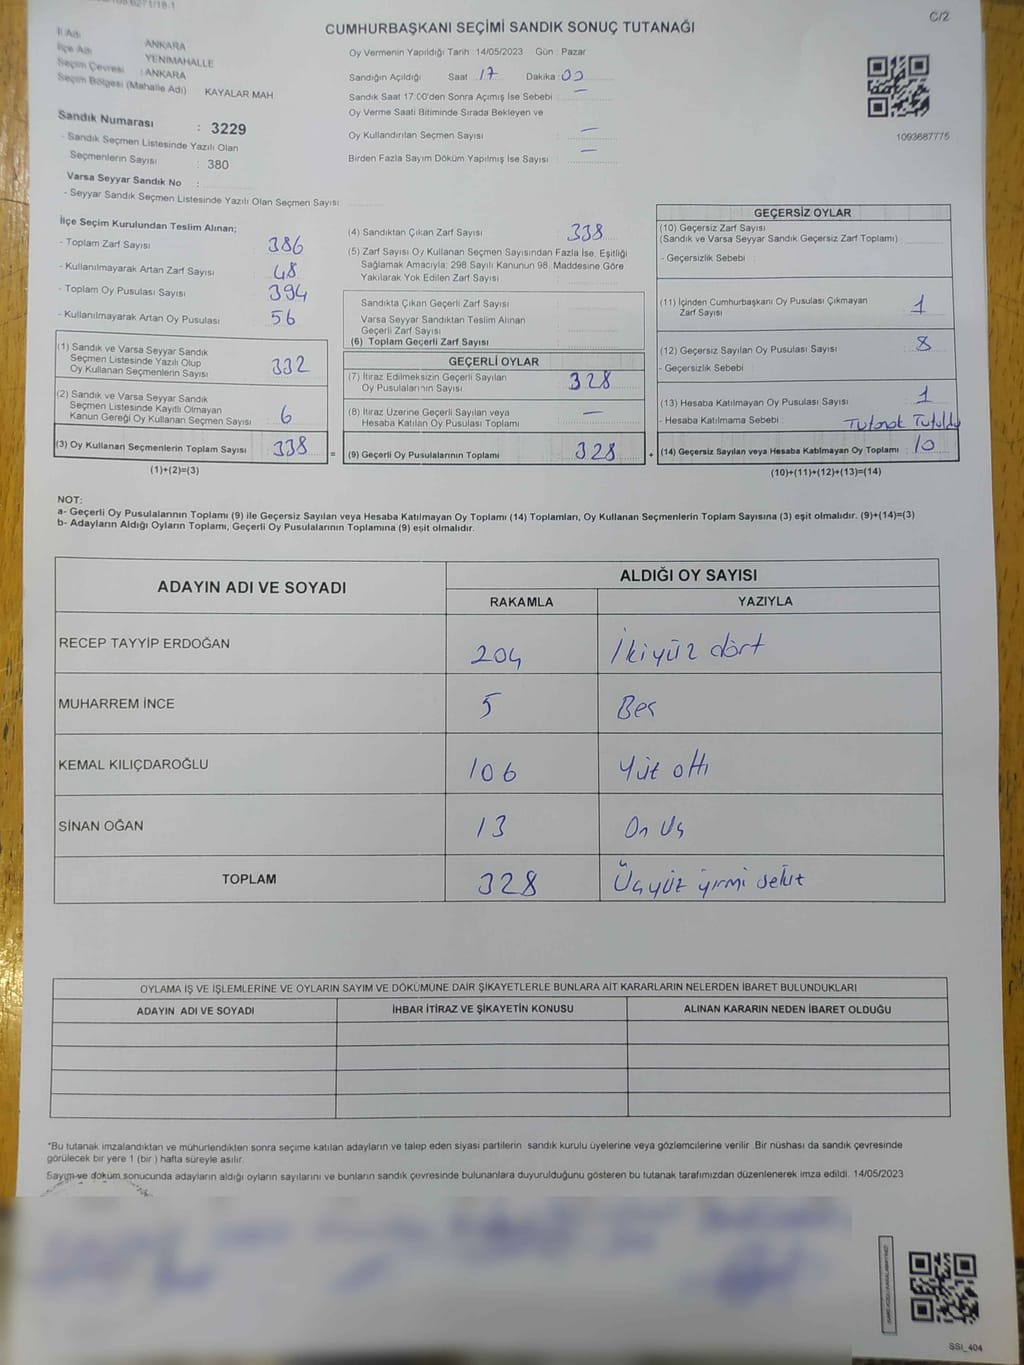 C/2
CUMHURBAŞKANI SEÇİMİ SANDIK SONUÇ TUTANAĞI
İl Adı
ANKARA
İlçe Adı
YENİMAHALLE
Seçim Çevresi : ANKARA
Seçim Bölgesi (Mahalle Adı) KAYALAR MAH.
Oy Vermenin Yapıldığı Tarih : 14/05/2023 Gün : Pazar
Sandığın Açıldığı Saat 17 Dakika : 00
Sandık Saat 17:00'den Sonra Açımış İse Sebebi : —
Oy Verme Saati Bitiminde Sırada Bekleyen ve
Oy Kullandırılan Seçmen Sayısı : —
Birden Fazla Sayım Döküm Yapılmış İse Sayısı : —
1093687775
Sandık Numarası : 3229
- Sandık Seçmen Listesinde Yazılı Olan
Seçmenlerin Sayısı : 380
Varsa Seyyar Sandık No :
- Seyyar Sandık Seçmen Listesinde Yazılı Olan Seçmen Sayısı:
İlçe Seçim Kurulundan Teslim Alınan;
- Toplam Zarf Sayısı : 386
- Kullanılmayarak Artan Zarf Sayısı : 48
- Toplam Oy Pusulası Sayısı : 394
- Kullanılmayarak Artan Oy Pusulası : 56
(1) Sandık ve Varsa Seyyar Sandık
Seçmen Listesinde Yazılı Olup
Oy Kullanan Seçmenlerin Sayısı : 332
(2) Sandık ve Varsa Seyyar Sandık
Seçmen Listesinde Kayıtlı Olmayan
Kanun Gereği Oy Kullanan Seçmen Sayısı : 6
(3) Oy Kullanan Seçmenlerin Toplam Sayısı : 338
(1)+(2)=(3)
=
(4) Sandıktan Çıkan Zarf Sayısı : 338
(5) Zarf Sayısı Oy Kullanan Seçmen Sayısından Fazla İse, Eşitliği
Sağlamak Amacıyla; 298 Sayılı Kanunun 98. Maddesine Göre
Yakılarak Yok Edilen Zarf Sayısı :
Sandıkta Çıkan Geçerli Zarf Sayısı :
Varsa Seyyar Sandıktan Teslim Alınan
Geçerli Zarf Sayısı :
(6) Toplam Geçerli Zarf Sayısı :
GEÇERLİ OYLAR
(7) İtiraz Edilmeksizin Geçerli Sayılan
Oy Pusulalarının Sayısı : 328
(8) İtiraz Üzerine Geçerli Sayılan veya
Hesaba Katılan Oy Pusulası Toplamı : —
(9) Geçerli Oy Pusulalarının Toplamı : 328
+
GEÇERSİZ OYLAR
(10) Geçersiz Zarf Sayısı
(Sandık ve Varsa Seyyar Sandık Geçersiz Zarf Toplamı)
- Geçersizlik Sebebi :
(11) İçinden Cumhurbaşkanı Oy Pusulası Çıkmayan
Zarf Sayısı : 1
(12) Geçersiz Sayılan Oy Pusulası Sayısı : 8
- Geçersizlik Sebebi :
(13) Hesaba Katılmayan Oy Pusulası Sayısı : 1
- Hesaba Katılmama Sebebi : Tutanak Tutuldu
(14) Geçersiz Sayılan veya Hesaba Katılmayan Oy Toplamı : 10
(10)+(11)+(12)+(13)=(14)
NOT:
a- Geçerli Oy Pusulalarının Toplamı (9) ile Geçersiz Sayılan veya Hesaba Katılmayan Oy Toplamı (14) Toplamları, Oy Kullanan Seçmenlerin Toplam Sayısına (3) eşit olmalıdır. (9)+(14)=(3)
b- Adayların Aldığı Oyların Toplamı, Geçerli Oy Pusulalarının Toplamına (9) eşit olmalıdır.
ADAYIN ADI VE SOYADI ALDIĞI OY SAYISI
RAKAMLA YAZIYLA
RECEP TAYYİP ERDOĞAN 204 İkiyüz dört
MUHARREM İNCE 5 Beş
KEMAL KILIÇDAROĞLU 106 Yüz altı
SİNAN OĞAN 13 On üç
TOPLAM 328 Üçyüz yirmi sekiz
OYLAMA İŞ VE İŞLEMLERİNE VE OYLARIN SAYIM VE DÖKÜMÜNE DAİR ŞİKAYETLERLE BUNLARA AİT KARARLARIN NELERDEN İBARET BULUNDUKLARI
ADAYIN ADI VE SOYADI İHBAR İTİRAZ VE ŞİKAYETİN KONUSU ALINAN KARARIN NEDEN İBARET OLDUĞU
*Bu tutanak imzalandıktan ve mühürlendikten sonra seçime katılan adayların ve talep eden siyasi partilerin sandık kurulu üyelerine veya gözlemcilerine verilir. Bir nüshası da sandık çevresinde
görülecek bir yere 1 (bir ) hafta süreyle asılır.
Sayım ve döküm sonucunda adayların aldığı oyların sayılarını ve bunların sandık çevresinde bulunanlara duyurulduğunu gösteren bu tutanak tarafımızdan düzenlenerek imza edildi. 14/05/2023
SSI_404